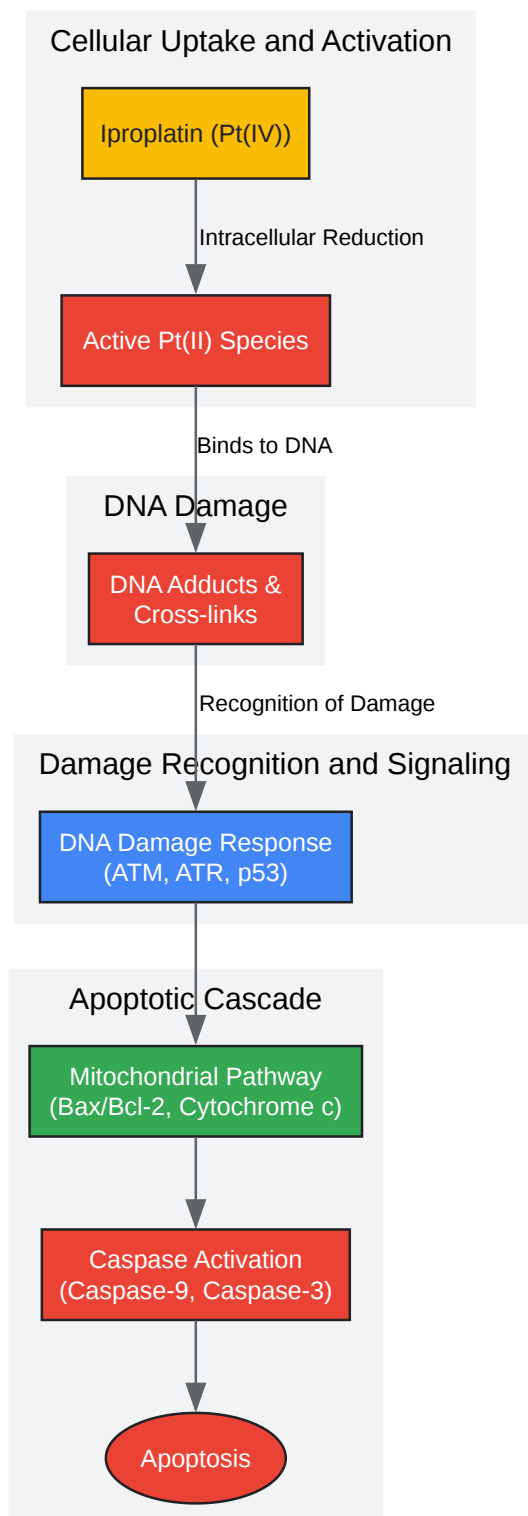 Cellular Uptake and Activation
Iproplatin (Pt(IV))
Intracellular Reduction
Active Pt(II) Species
Binds to DNA
DNA Damage
DNA Adducts &
Cross-links
Recognition of Damage
Damage Recognition and Signaling
DNA Damage Response
(ATM, ATR, p53)
Apoptotic Cascade
Mitochondrial Pathway
(Bax/Bcl-2, Cytochrome c)
Caspase Activation
(Caspase-9, Caspase-3)
Apoptosis